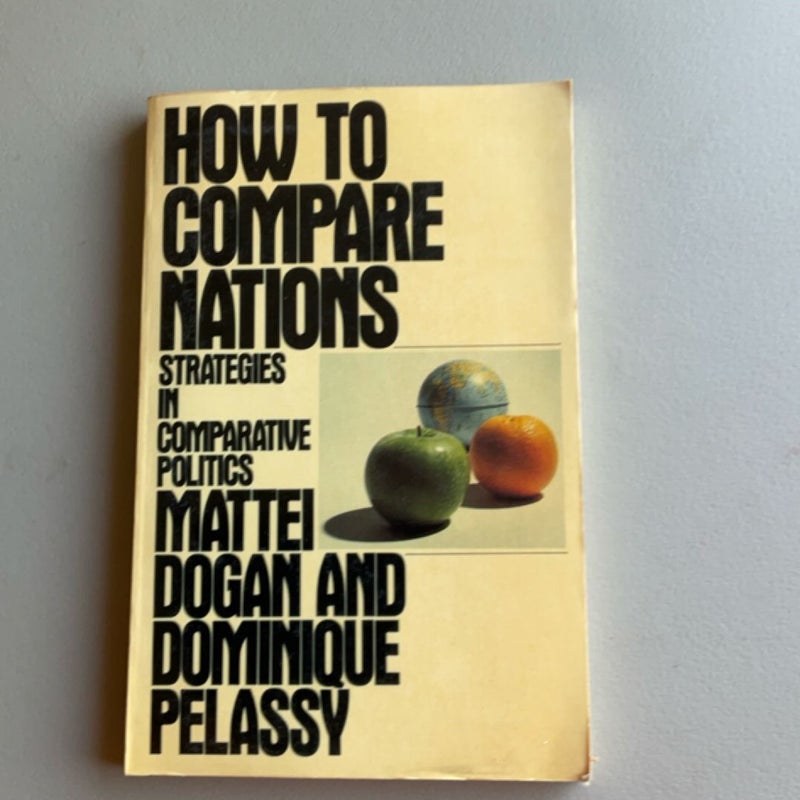 HOW TO
COMPARE
NATIONS
STRATEGIES
IN
COMPARATIVE
POLITICS
MATTEI
DOGAN AND
DOMINIQUE
PELASSY